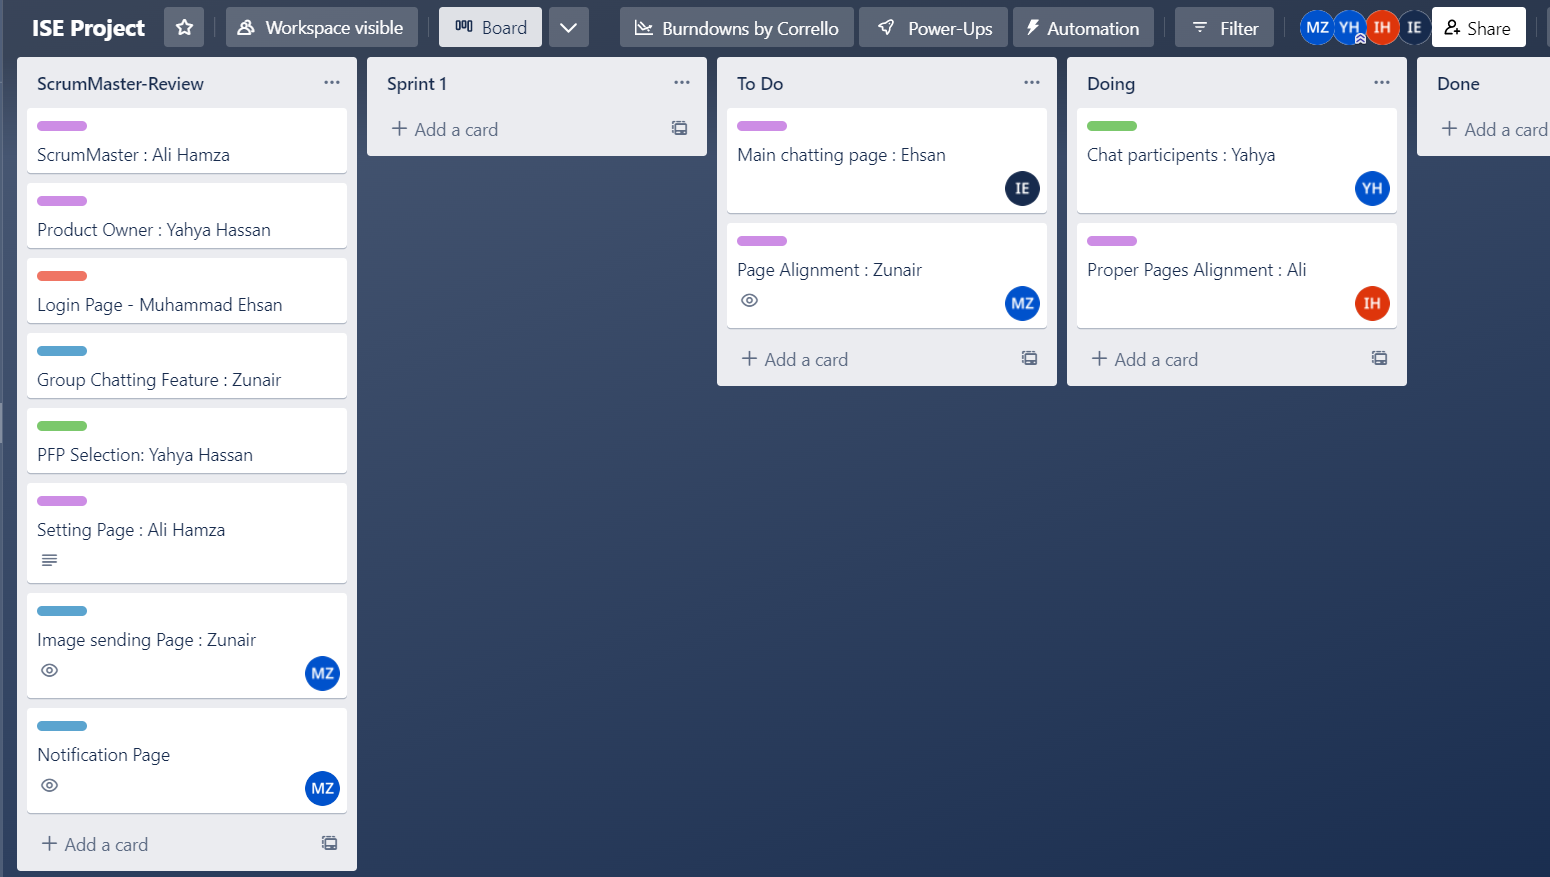 ISE Project
Workspace visible
Board
Burndowns by Corrello
Power-Ups
Automation
Filter
MZ
YH
IH
IE
Share
ScrumMaster-Review
ScrumMaster : Ali Hamza
Product Owner : Yahya Hassan
Login Page - Muhammad Ehsan
Group Chatting Feature : Zunair
PFP Selection: Yahya Hassan
Setting Page : Ali Hamza
Image sending Page : Zunair
MZ
Notification Page
MZ
Add a card
Sprint 1
Add a card
To Do
Main chatting page : Ehsan
IE
Page Alignment : Zunair
MZ
Add a card
Doing
Chat participents : Yahya
YH
Proper Pages Alignment : Ali
IH
Add a card
Done
Add a card